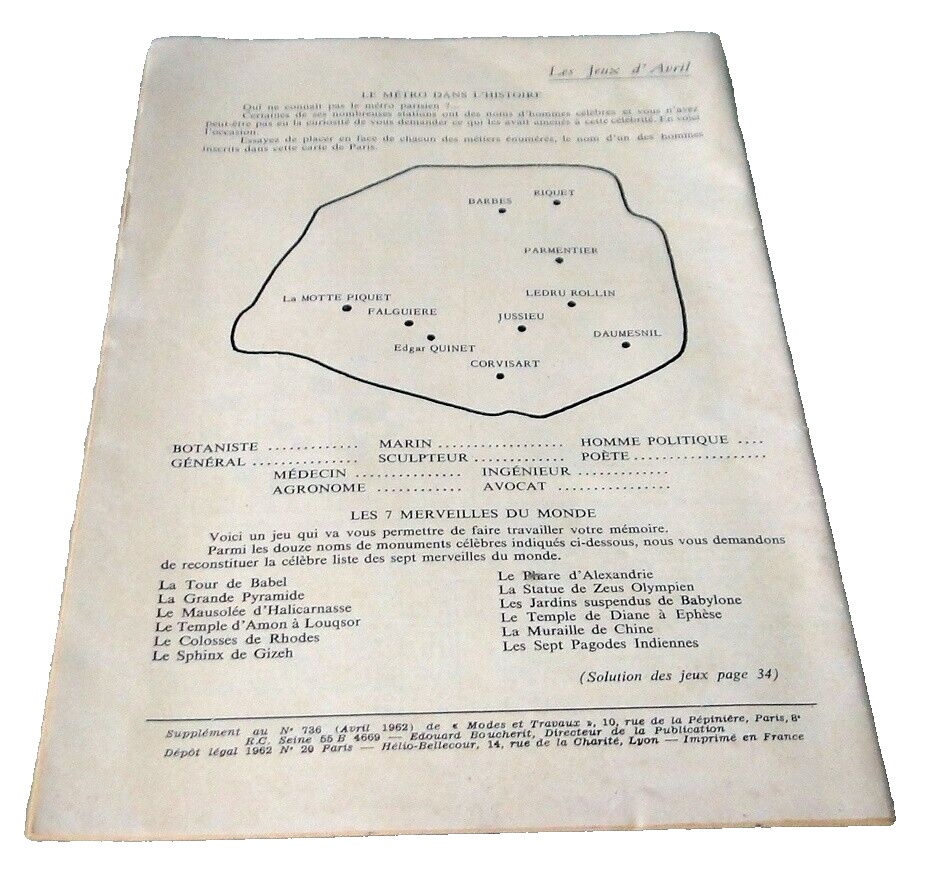 Les Jeux d'Avril
LE MÉTRO DANS L'HISTOIRE
Qui ne connaît pas le métro parisien ?...
Certaines de ses nombreuses stations ont des noms d'hommes célèbres et vous n'avez
peut-être pas eu la curiosité de vous demander ce qui les avait amenés à cette célébrité. En voici
l'occasion.
Essayez de placer en face de chacun des métiers énumérés, le nom d'un des hommes
inscrits dans cette carte de Paris.
RIQUET
BARBES
PARMENTIER
LEDRU ROLLIN
La MOTTE PIQUET
FALGUIERE
JUSSIEU
DAUMESNIL
Edgar QUINET
CORVISART
BOTANISTE ............. MARIN .................. HOMME POLITIQUE ....
GÉNÉRAL ............... SCULPTEUR ............. POÈTE ...................
MÉDECIN ............... INGÉNIEUR .............
AGRONOME ............ AVOCAT ................
LES 7 MERVEILLES DU MONDE
Voici un jeu qui va vous permettre de faire travailler votre mémoire.
Parmi les douze noms de monuments célèbres indiqués ci-dessous, nous vous demandons
de reconstituer la célèbre liste des sept merveilles du monde.
La Tour de Babel
La Grande Pyramide
Le Mausolée d'Halicarnasse
Le Temple d'Amon à Louqsor
Le Colosses de Rhodes
Le Sphinx de Gizeh
Le Phare d'Alexandrie
La Statue de Zeus Olympien
Les Jardins suspendus de Babylone
Le Temple de Diane à Ephèse
La Muraille de Chine
Les Sept Pagodes Indiennes
(Solution des jeux page 34)
Supplément au N° 736 (Avril 1962) de « Modes et Travaux », 10, rue de la Pépinière, Paris, 8e
R.C. Seine 55 B 4669 — Edouard Boucherit, Directeur de la Publication
Dépôt légal 1962 N° 20 Paris — Hélio-Bellecour, 14, rue de la Charité, Lyon — Imprimé en France